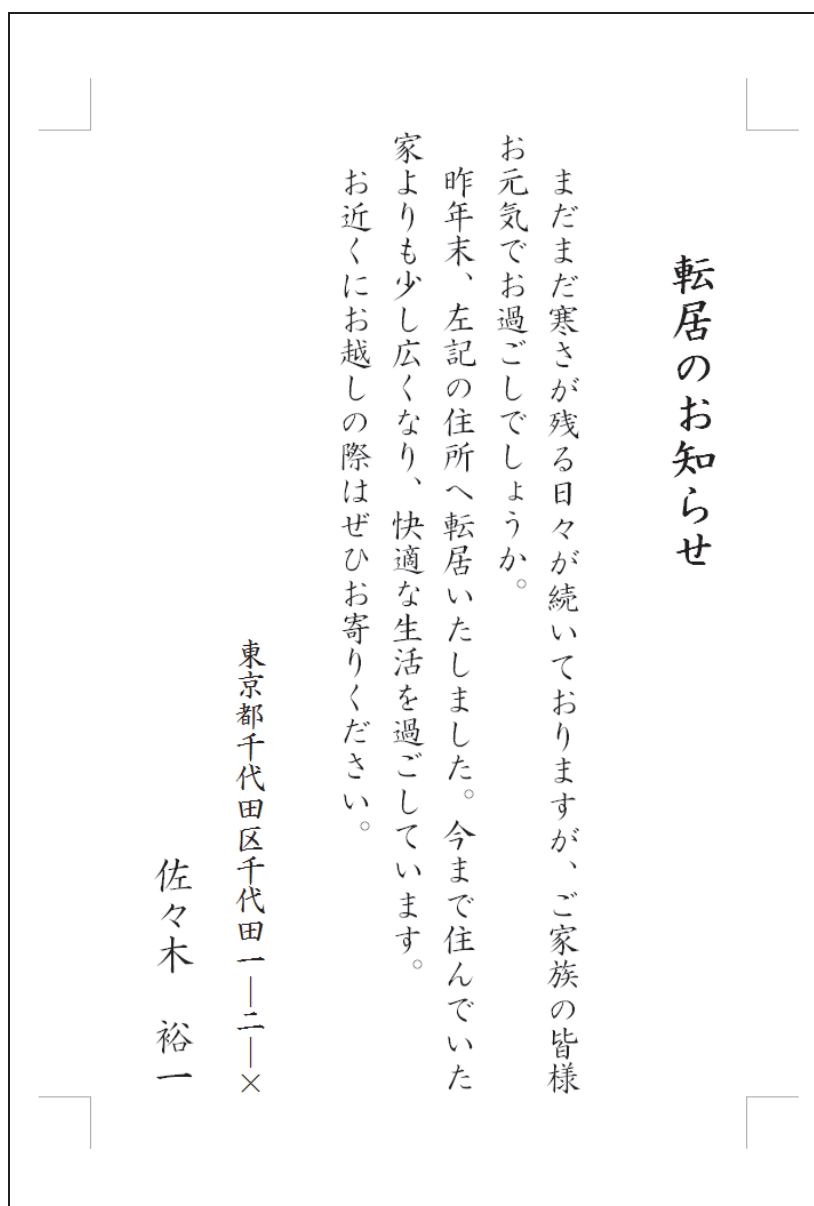 転居のお知らせ
まだまだ寒さが残る日々が続いておりますが、ご家族の皆様
お元気でお過ごしでしょうか。
昨年末、左記の住所へ転居いたしました。今まで住んでいた
家よりも少し広くなり、快適な生活を過ごしています。
お近くにお越しの際はぜひお寄りください。
東京都千代田区千代田一―二―×
佐々木　裕一